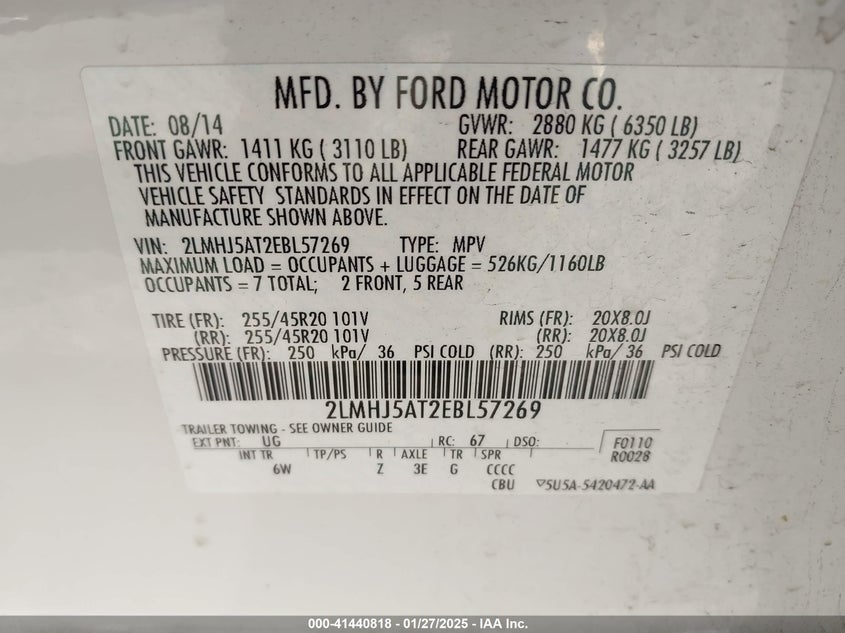 MFD. BY FORD MOTOR CO.
DATE: 08/14 GVWR: 2880 KG ( 6350 LB)
FRONT GAWR: 1411 KG ( 3110 LB) REAR GAWR: 1477 KG ( 3257 LB)
THIS VEHICLE CONFORMS TO ALL APPLICABLE FEDERAL MOTOR
VEHICLE SAFETY STANDARDS IN EFFECT ON THE DATE OF
MANUFACTURE SHOWN ABOVE.
VIN: 2LMHJ5AT2EBL57269 TYPE: MPV
MAXIMUM LOAD = OCCUPANTS + LUGGAGE = 526KG/1160LB
OCCUPANTS = 7 TOTAL; 2 FRONT, 5 REAR
TIRE (FR): 255/45R20 101V RIMS (FR): 20X8.0J
(RR): 255/45R20 101V (RR): 20X8.0J
PRESSURE (FR): 250 kPa/ 36 PSI COLD (RR): 250 kPa/ 36 PSI COLD
2LMHJ5AT2EBL57269
TRAILER TOWING - SEE OWNER GUIDE
EXT PNT: UG RC: 67 DSO: F0110
INT TR TP/PS R AXLE TR SPR R0028
6W Z 3E G CCCC
CBU ▽5U5A-5420472-AA
000-41440818 - 01/27/2025 - IAA Inc.